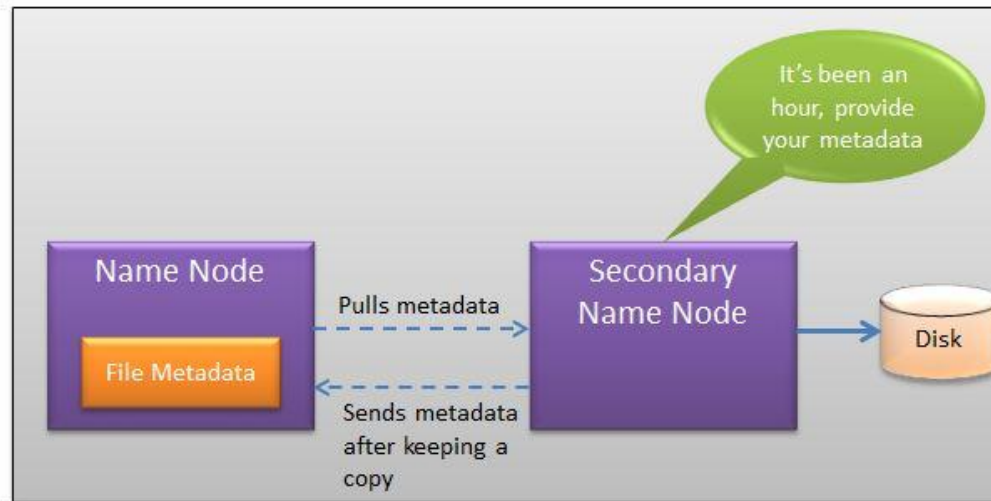 It's been an
hour, provide
your metadata
Name Node
File Metadata
Pulls metadata
Sends metadata
after keeping a
copy
Secondary
Name Node
Disk